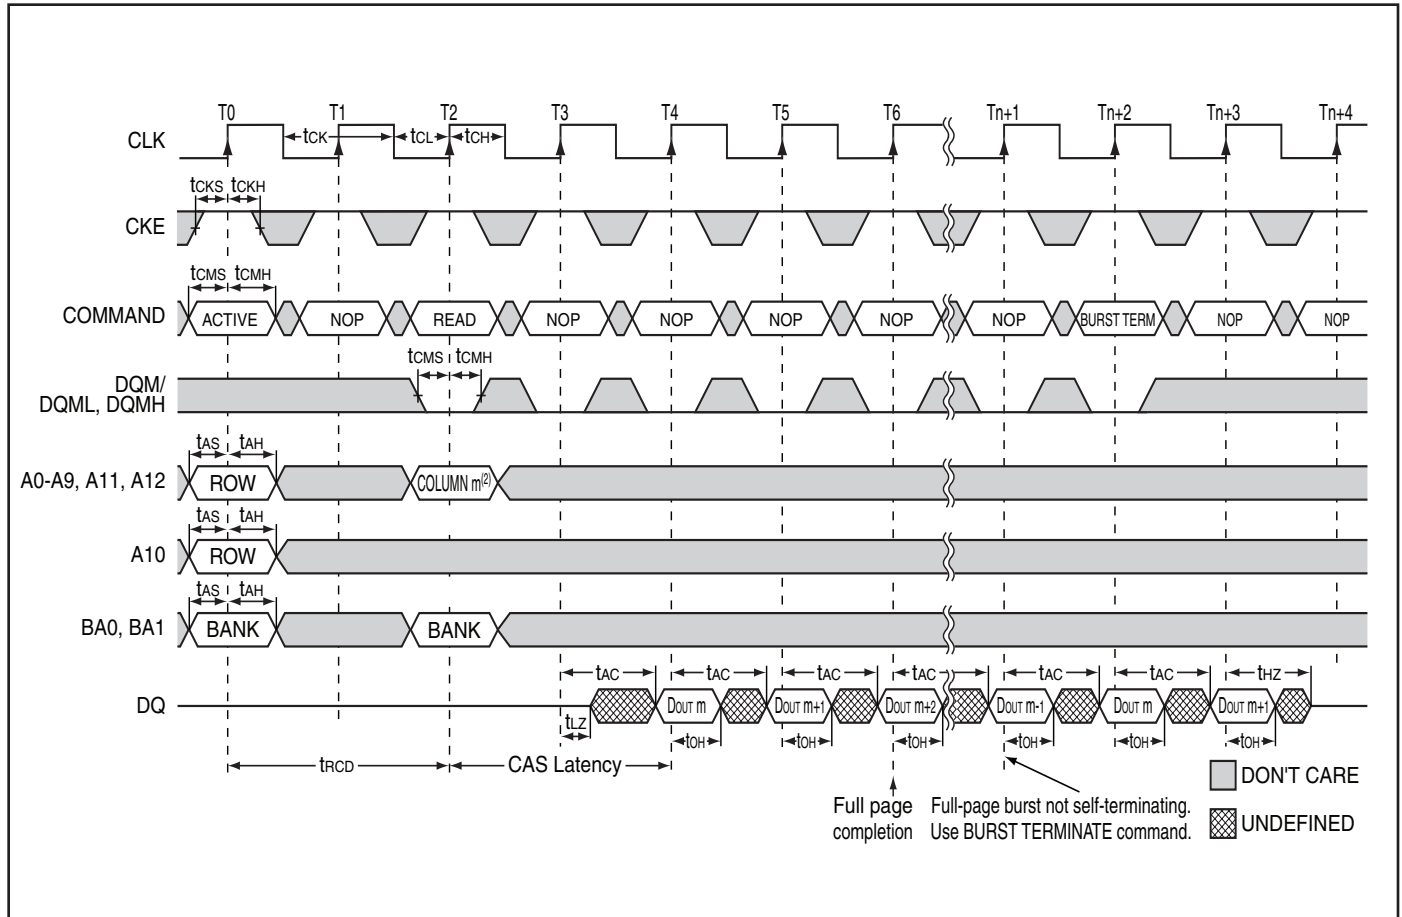 T0 T1 T2 T3 T4 T5 T6 Tn+1 Tn+2 Tn+3 Tn+4
CLK
tCK tCL tCH
tCKS tCKH
CKE
tCMS tCMH
COMMAND
ACTIVE NOP READ NOP NOP NOP NOP NOP BURST TERM NOP NOP
tCMS tCMH
DQM/
DQML, DQMH
tAS tAH
A0-A9, A11, A12
ROW COLUMN m(2)
tAS tAH
A10
ROW
tAS tAH
BA0, BA1
BANK BANK
tAC tAC tAC tAC tAC tAC tHZ
DQ
DOUT m DOUT m+1 DOUT m+2 DOUT m-1 DOUT m DOUT m+1
tLZ
tOH tOH tOH tOH tOH tOH
tRCD CAS Latency
DON'T CARE
UNDEFINED
Full page
completion
Full-page burst not self-terminating.
Use BURST TERMINATE command.